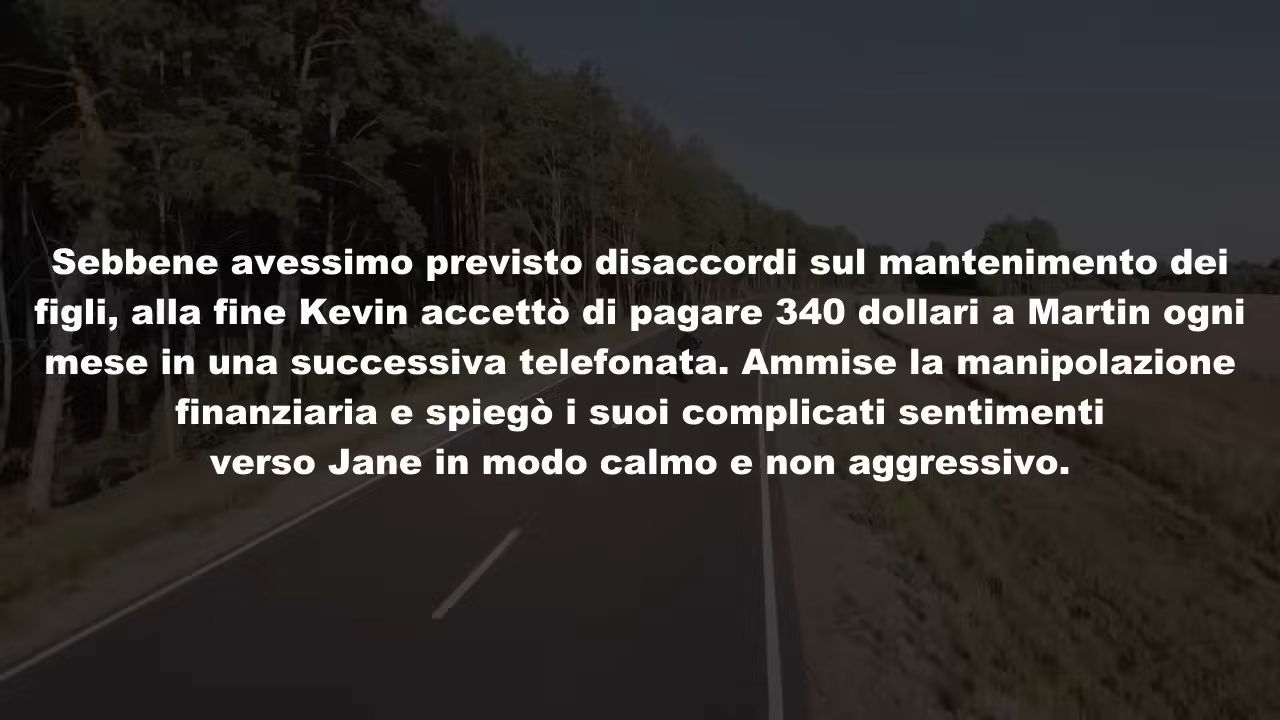 Sebbene avessimo previsto disaccordi sul mantenimento dei
figli, alla fine Kevin accettò di pagare 340 dollari a Martin ogni
mese in una successiva telefonata. Ammise la manipolazione
finanziaria e spiegò i suoi complicati sentimenti
verso Jane in modo calmo e non aggressivo.